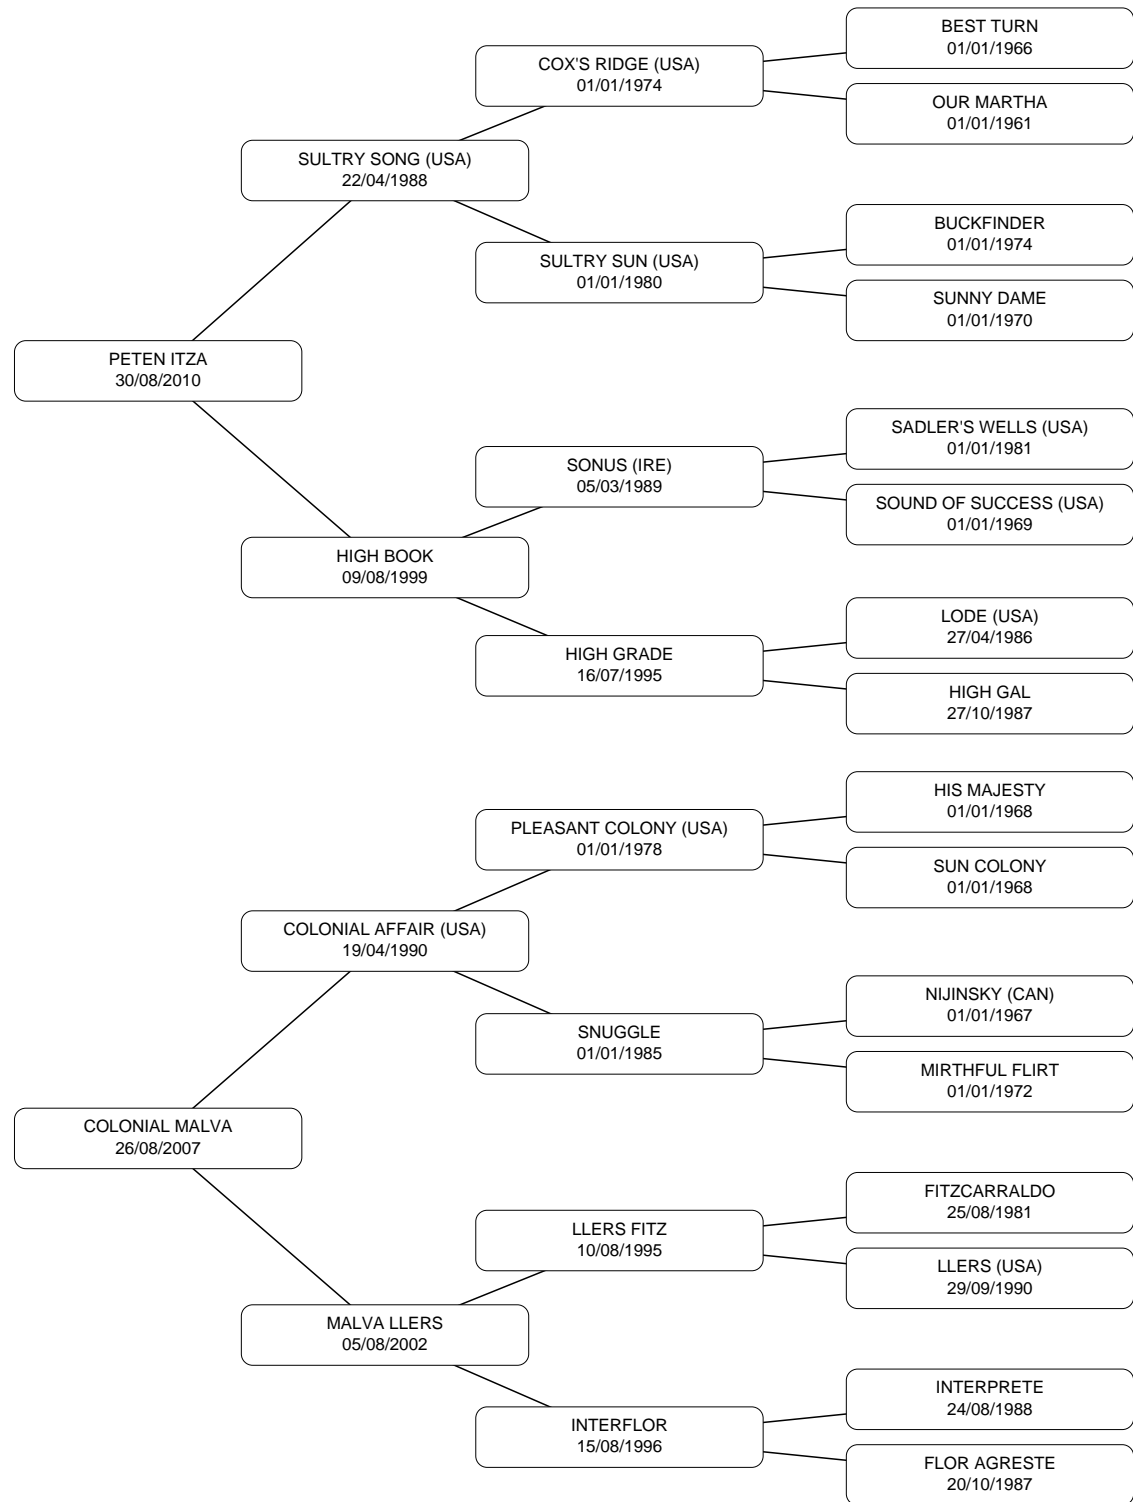 BEST TURN
01/01/1966
COX'S RIDGE (USA)
01/01/1974
OUR MARTHA
01/01/1961
SULTRY SONG (USA)
22/04/1988
BUCKFINDER
01/01/1974
SULTRY SUN (USA)
01/01/1980
SUNNY DAME
01/01/1970
PETEN ITZA
30/08/2010
SADLER'S WELLS (USA)
01/01/1981
SONUS (IRE)
05/03/1989
SOUND OF SUCCESS (USA)
01/01/1969
HIGH BOOK
09/08/1999
LODE (USA)
27/04/1986
HIGH GRADE
16/07/1995
HIGH GAL
27/10/1987
HIS MAJESTY
01/01/1968
PLEASANT COLONY (USA)
01/01/1978
SUN COLONY
01/01/1968
COLONIAL AFFAIR (USA)
19/04/1990
NIJINSKY (CAN)
01/01/1967
SNUGGLE
01/01/1985
MIRTHFUL FLIRT
01/01/1972
COLONIAL MALVA
26/08/2007
FITZCARRALDO
25/08/1981
LLERS FITZ
10/08/1995
LLERS (USA)
29/09/1990
MALVA LLERS
05/08/2002
INTERPRETE
24/08/1988
INTERFLOR
15/08/1996
FLOR AGRESTE
20/10/1987